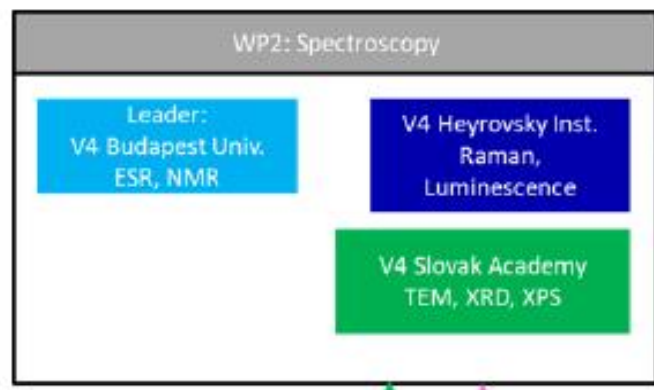 WP2: Spectroscopy
Leader:
V4 Budapest Univ.
ESR, NMR
V4 Heyrovsky Inst.
Raman,
Luminescence
V4 Slovak Academy
TEM, XRD, XPS